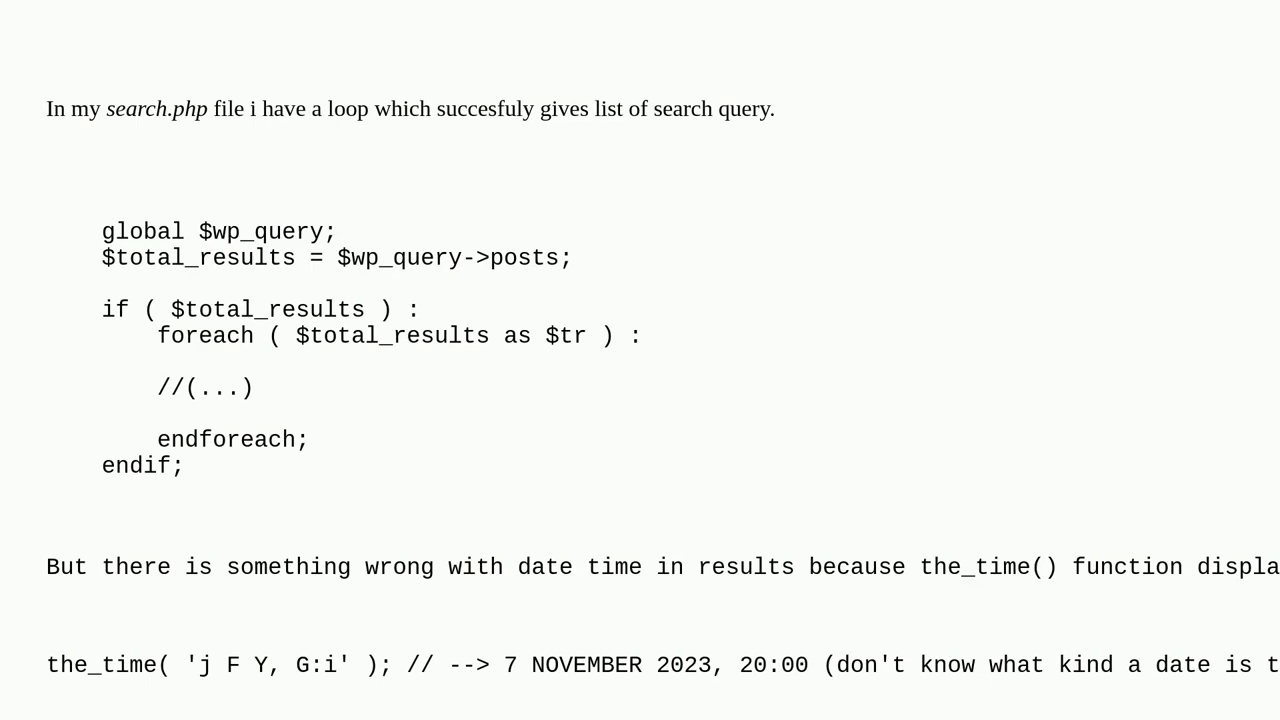 In my search.php file i have a loop which succesfuly gives list of search query.
global $wp_query;
$total_results = $wp_query->posts;
if ( $total_results ) :
foreach ( $total_results as $tr ) :
//(...)
endforeach;
endif;
But there is something wrong with date time in results because the_time() function
the_time( 'j F Y, G:i' ); // --> 7 NOVEMBER 2023, 20:00 (don't know what kind a date is